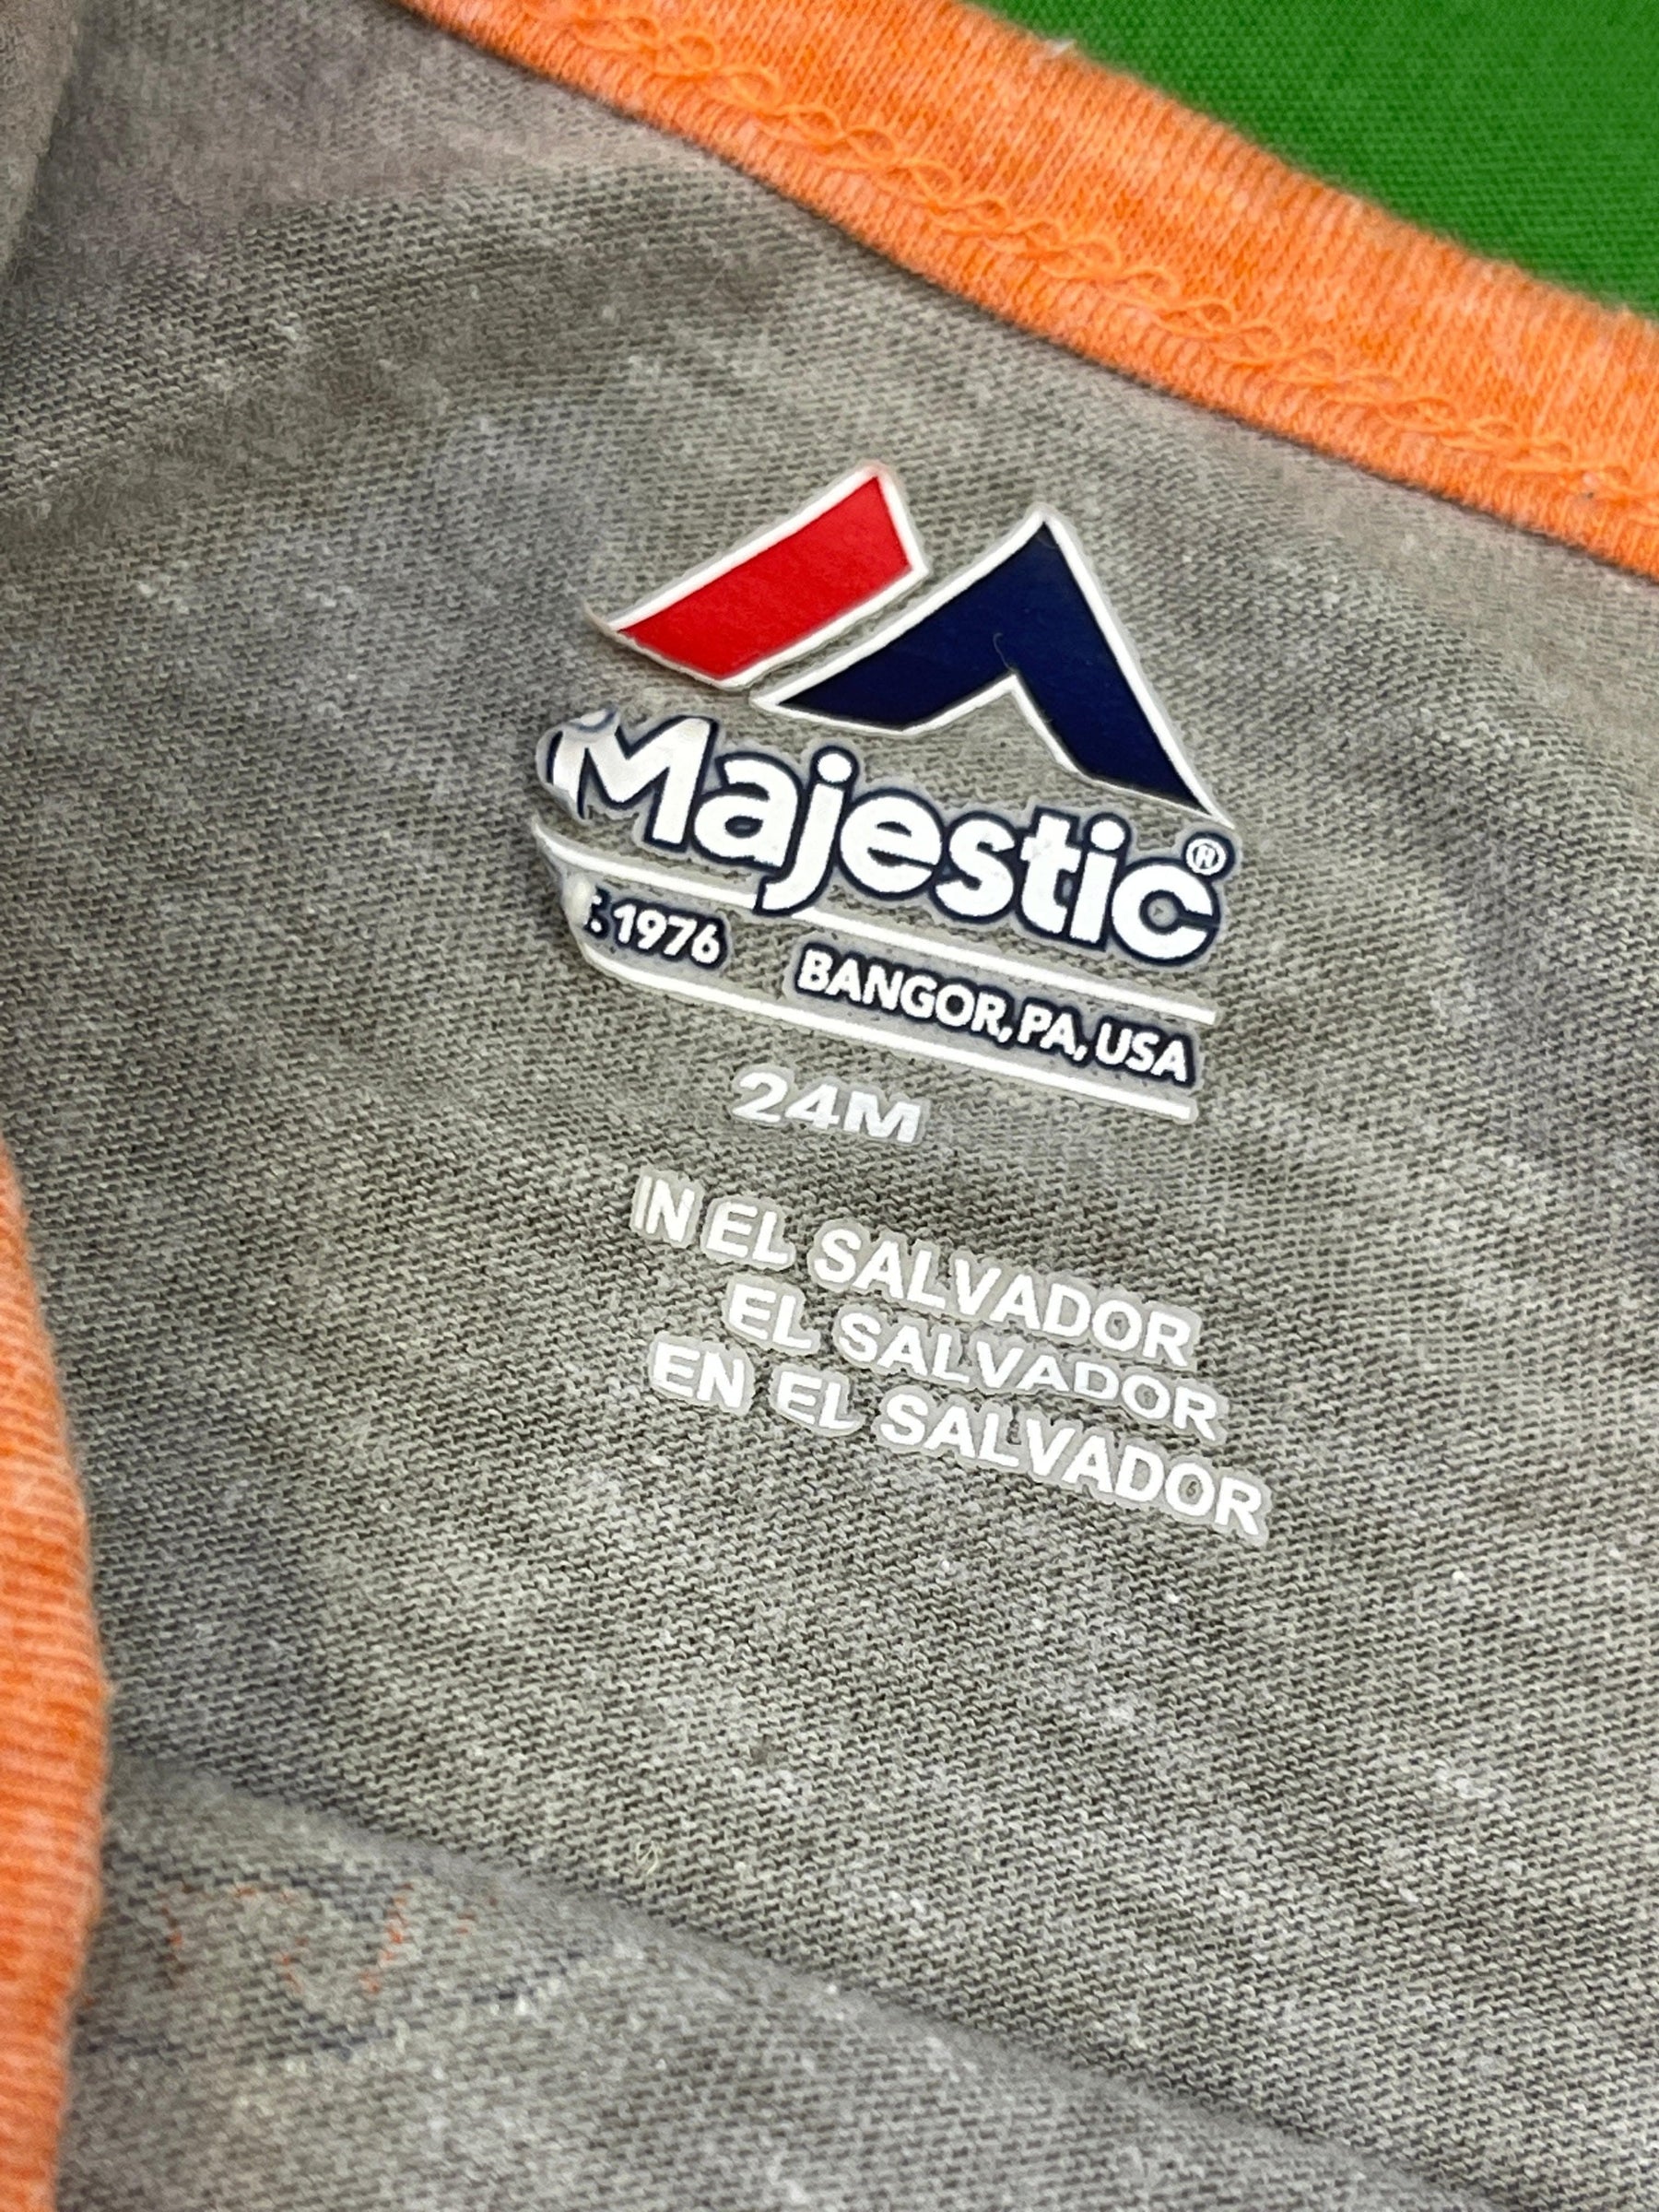 Majestic®
. 1976 BANGOR, PA, USA
24M
IN EL SALVADOR
EL SALVADOR
EN EL SALVADOR